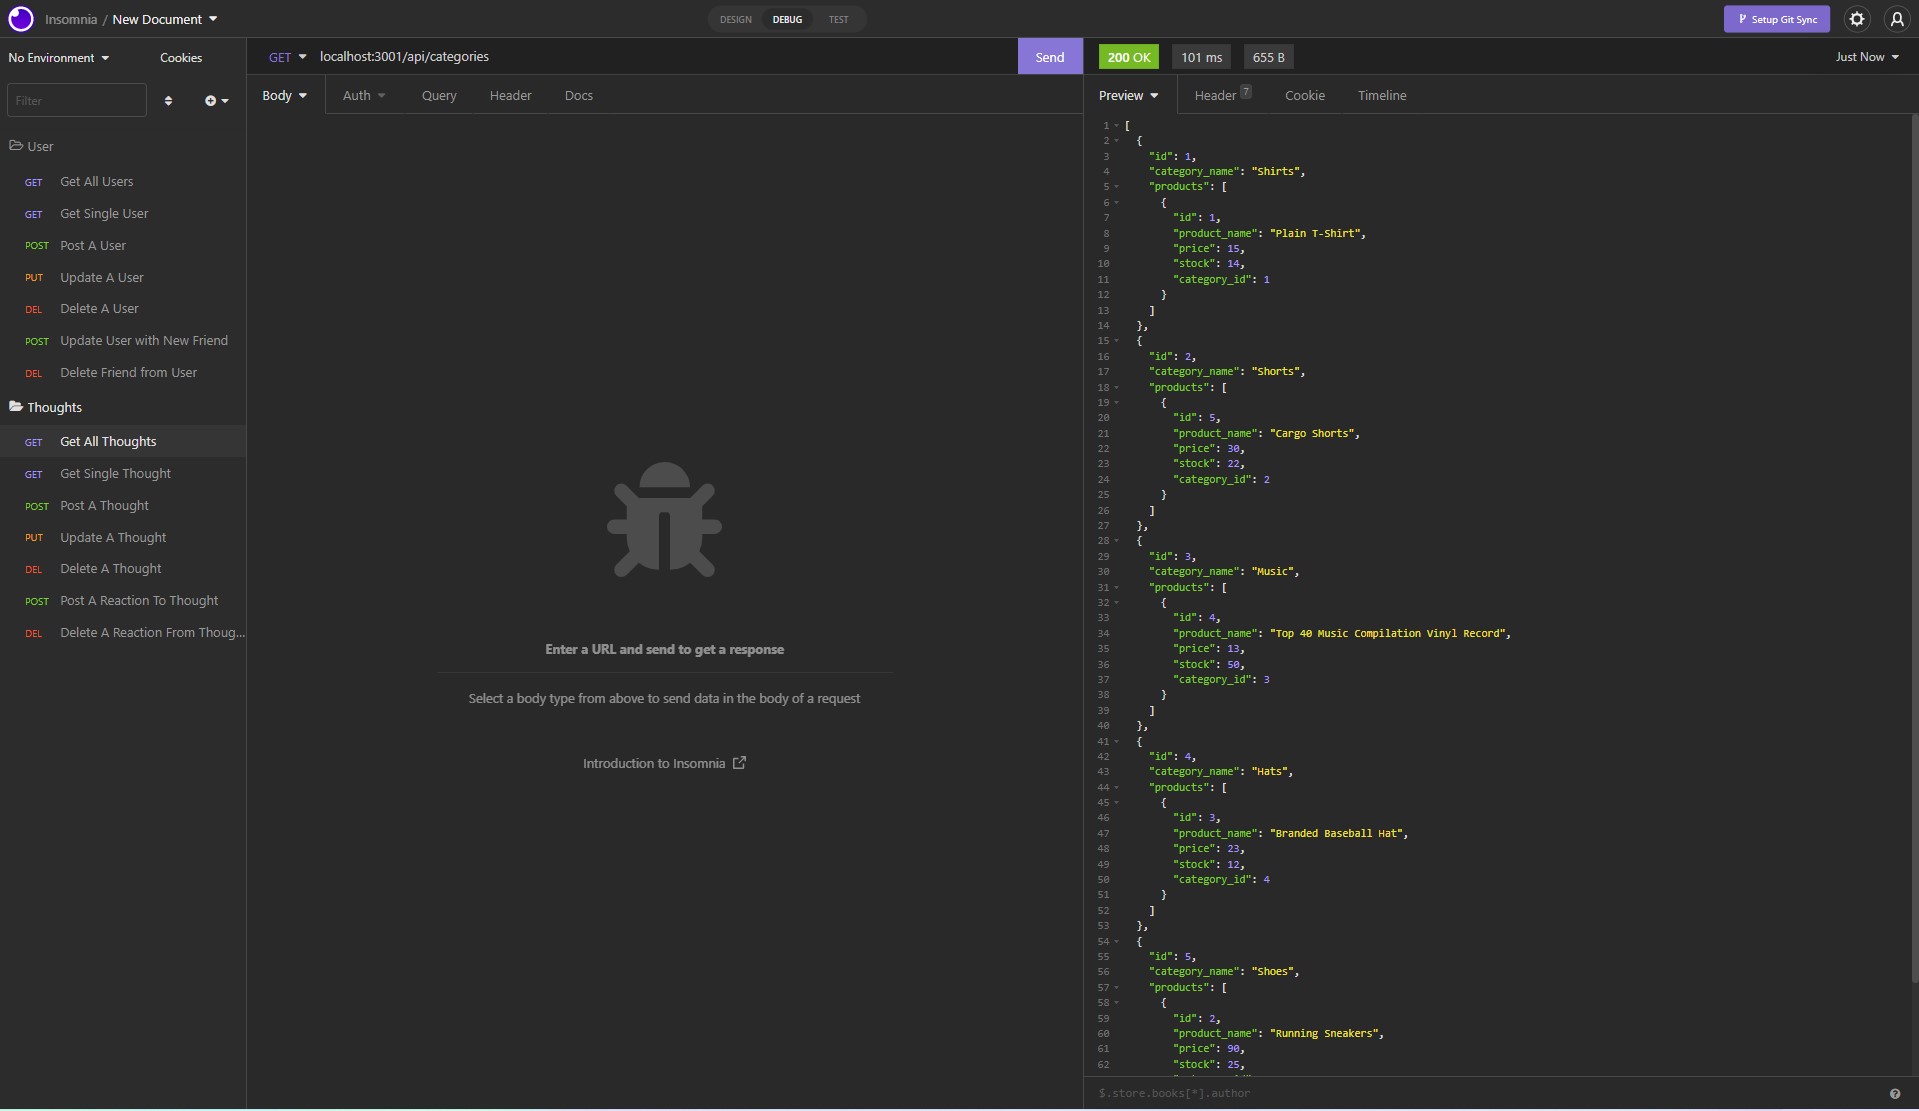 Insomnia / New Document
DESIGN DEBUG TEST
Setup Git Sync
No Environment Cookies
Filter
User
GET Get All Users
GET Get Single User
POST Post A User
PUT Update A User
DEL Delete A User
POST Update User with New Friend
DEL Delete Friend from User
Thoughts
GET Get All Thoughts
GET Get Single Thought
POST Post A Thought
PUT Update A Thought
DEL Delete A Thought
POST Post A Reaction To Thought
DEL Delete A Reaction From Thoug...
GET localhost:3001/api/categories Send
Body Auth Query Header Docs
Enter a URL and send to get a response
Select a body type from above to send data in the body of a request
Introduction to Insomnia
200 OK 101 ms 655 B Just Now
Preview Header 7 Cookie Timeline
1 [
2 {
3 "id": 1,
4 "category_name": "Shirts",
5 "products": [
6 {
7 "id": 1,
8 "product_name": "Plain T-Shirt",
9 "price": 15,
10 "stock": 14,
11 "category_id": 1
12 }
13 ]
14 },
15 {
16 "id": 2,
17 "category_name": "Shorts",
18 "products": [
19 {
20 "id": 5,
21 "product_name": "Cargo Shorts",
22 "price": 30,
23 "stock": 22,
24 "category_id": 2
25 }
26 ]
27 },
28 {
29 "id": 3,
30 "category_name": "Music",
31 "products": [
32 {
33 "id": 4,
34 "product_name": "Top 40 Music Compilation Vinyl Record",
35 "price": 13,
36 "stock": 50,
37 "category_id": 3
38 }
39 ]
40 },
41 {
42 "id": 4,
43 "category_name": "Hats",
44 "products": [
45 {
46 "id": 3,
47 "product_name": "Branded Baseball Hat",
48 "price": 23,
49 "stock": 12,
50 "category_id": 4
51 }
52 ]
53 },
54 {
55 "id": 5,
56 "category_name": "Shoes",
57 "products": [
58 {
59 "id": 2,
60 "product_name": "Running Sneakers",
61 "price": 90,
62 "stock": 25,
$.store.books[*].author